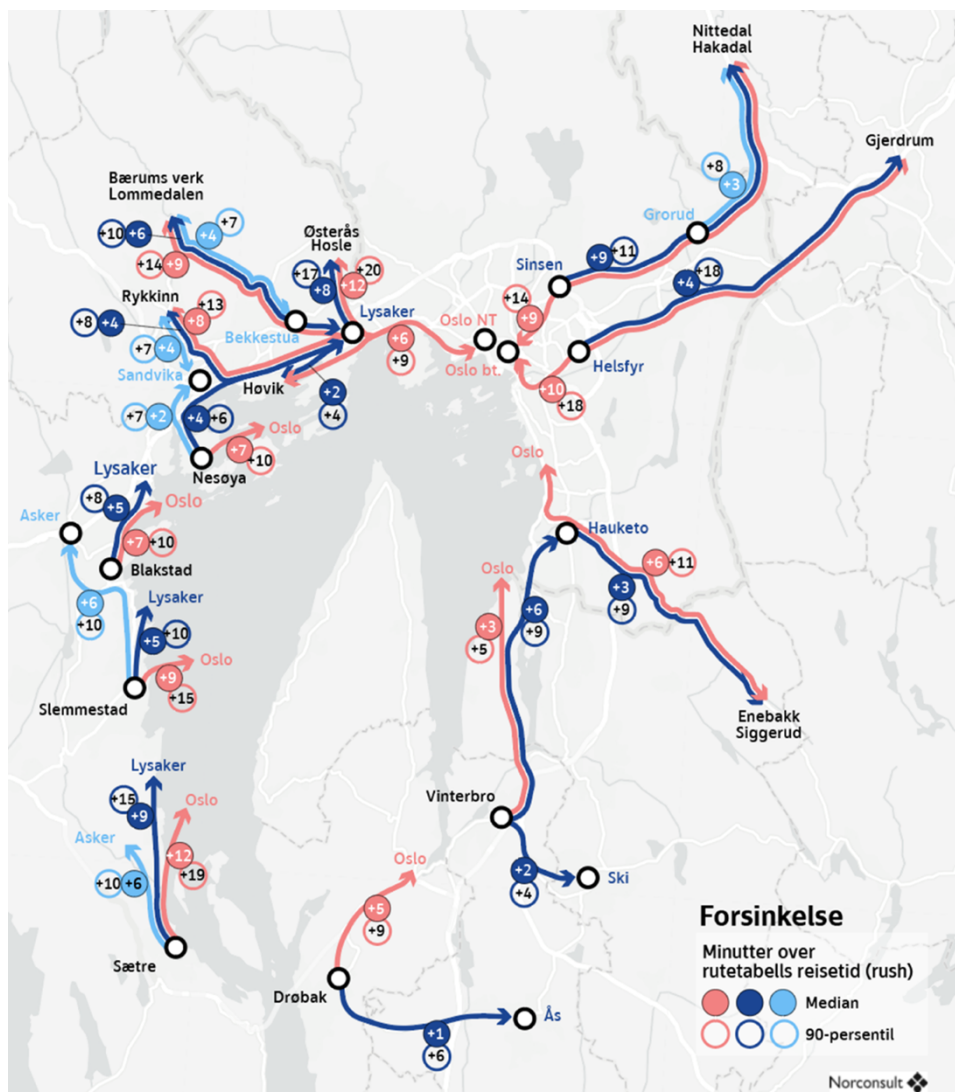 Nittedal
Hakadal
Gjerdrum
+8
+3
Grorud
Bærums verk
Lommedalen
+7
+4
+10
+6
+14
+9
Østerås
Hosle
+17
+8
+20
+12
Sinsen
+9
+11
+18
+4
Rykkinn
+13
+8
+8
+4
Bekkestua
Lysaker
+14
+9
Oslo NT
+6
+9
Oslo bt.
Helsfyr
+7
+4
Sandvika
Høvik
+2
+4
+10
+18
+7
+2
+4
+6
Oslo
+7
+10
Nesøya
Oslo
Lysaker
+8
+5
Oslo
Asker
+7
+10
Blakstad
Hauketo
+6
+11
+3
+9
Oslo
+6
+9
+3
+5
+6
+10
Lysaker
+5
+10
Oslo
+9
+15
Slemmestad
Enebakk
Siggerud
Lysaker
+15
+9
Oslo
Asker
+12
+19
+10
+6
Sætre
Vinterbro
+2
+4
Ski
Oslo
+5
+9
Drøbak
+1
+6
Ås
Forsinkelse
Minutter over
rutetabells reisetid (rush)
Median
90-persentil
Norconsult